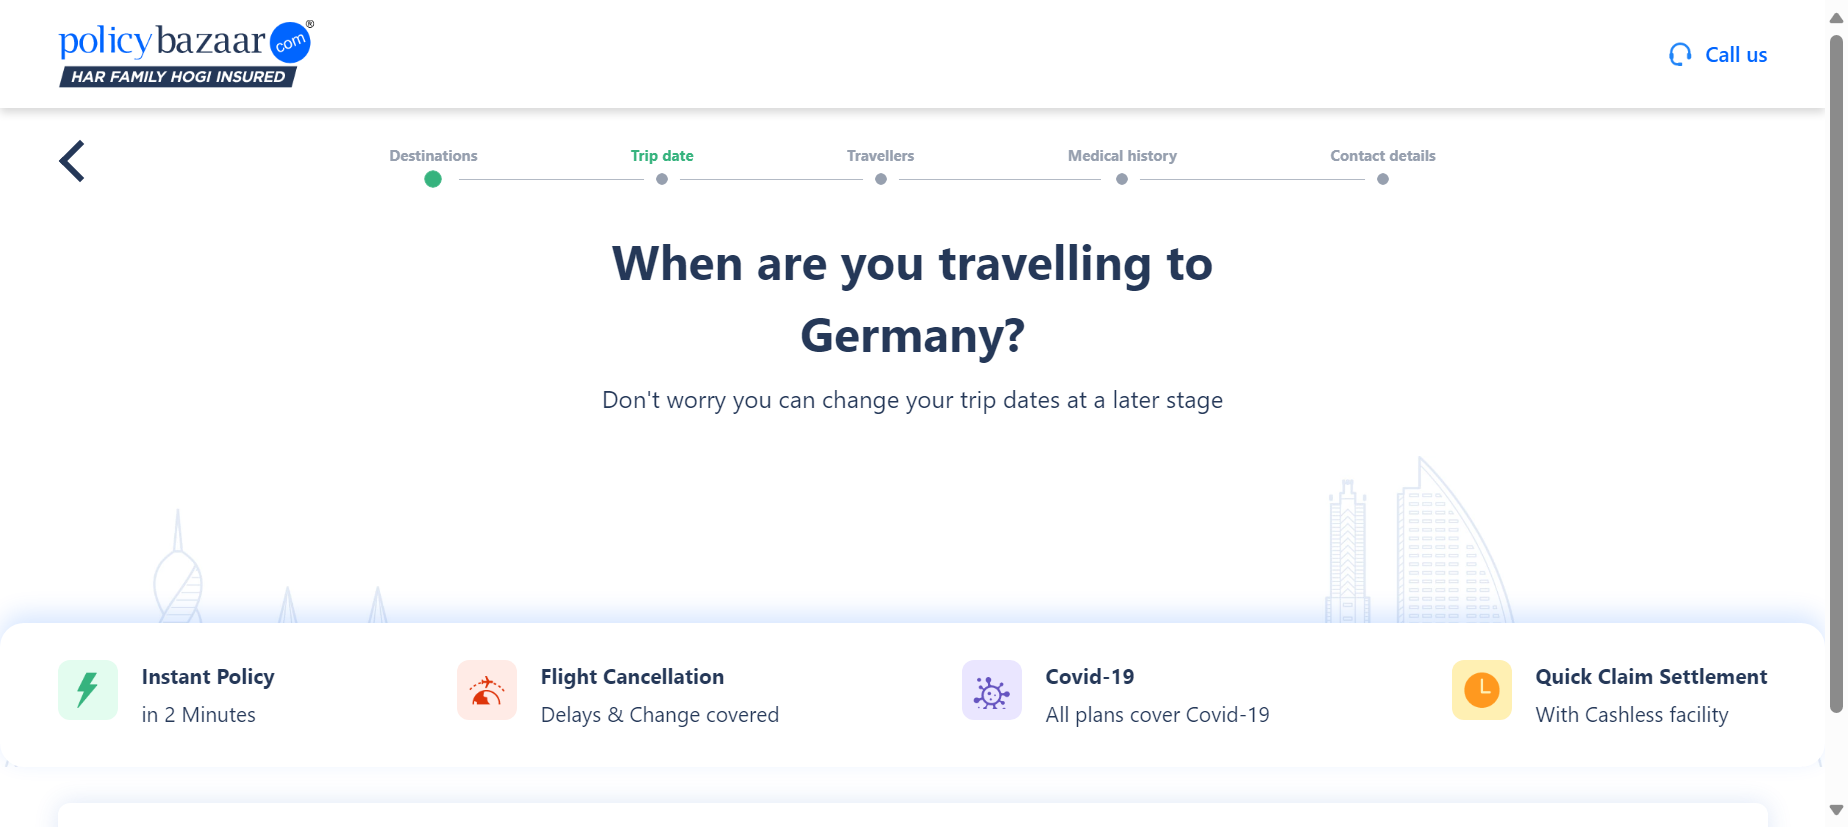 policybazaar.com®
HAR FAMILY HOGI INSURED
Call us
Destinations
Trip date
Travellers
Medical history
Contact details
When are you travelling to
Germany?
Don't worry you can change your trip dates at a later stage
Instant Policy
in 2 Minutes
Flight Cancellation
Delays & Change covered
Covid-19
All plans cover Covid-19
Quick Claim Settlement
With Cashless facility